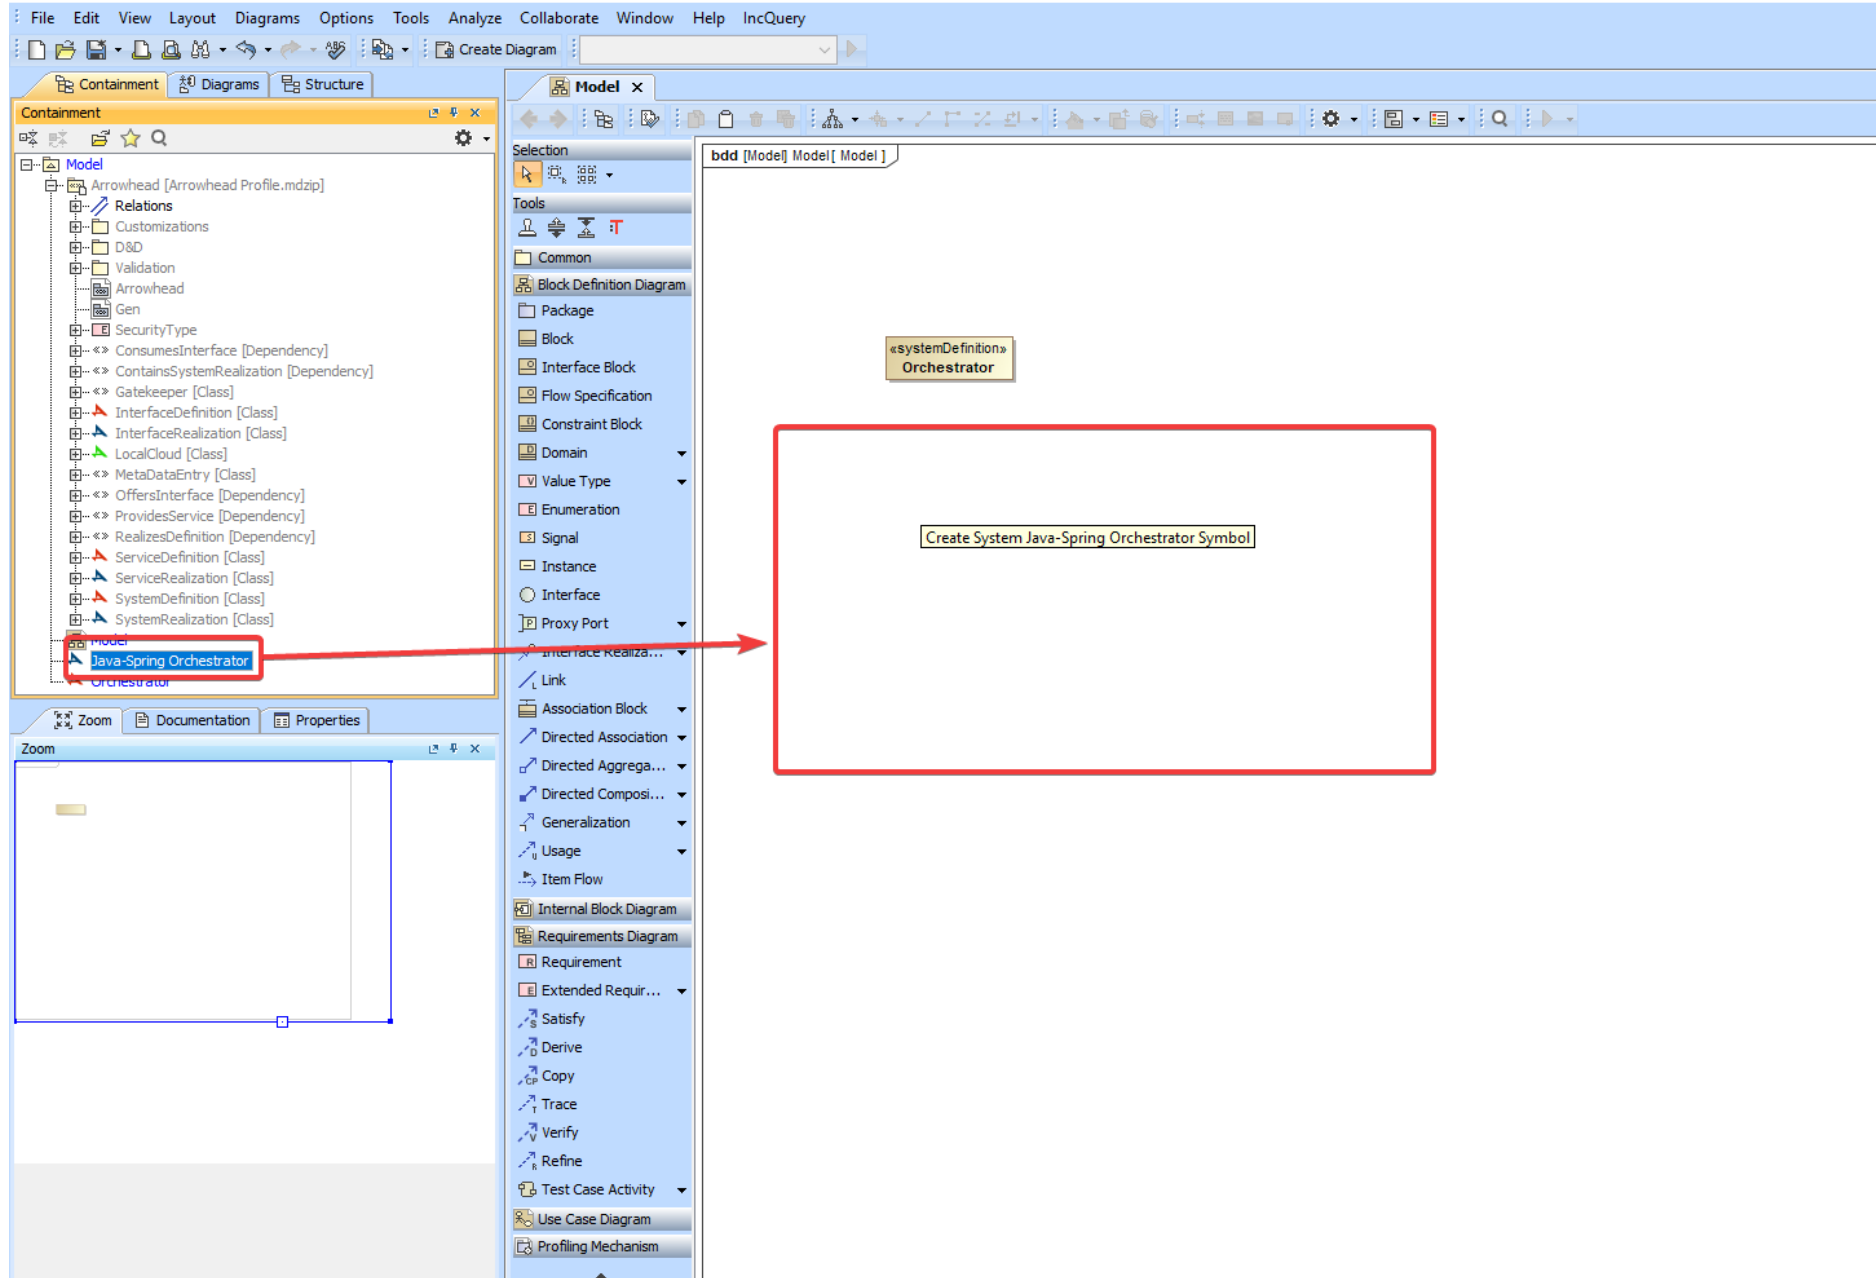 File Edit View Layout Diagrams Options Tools Analyze Collaborate Window Help IncQuery
Create Diagram
Containment Diagrams Structure
Containment
Model
Arrowhead [Arrowhead Profile.mdzip]
Relations
Customizations
D&D
Validation
Arrowhead
Gen
SecurityType
«» ConsumesInterface [Dependency]
«» ContainsSystemRealization [Dependency]
«» Gatekeeper [Class]
InterfaceDefinition [Class]
InterfaceRealization [Class]
LocalCloud [Class]
«» MetaDataEntry [Class]
«» OffersInterface [Dependency]
«» ProvidesService [Dependency]
«» RealizesDefinition [Dependency]
ServiceDefinition [Class]
ServiceRealization [Class]
SystemDefinition [Class]
SystemRealization [Class]
Model
Java-Spring Orchestrator
Orchestrator
Zoom Documentation Properties
Zoom
Model
Selection
Tools
Common
Block Definition Diagram
Package
Block
Interface Block
Flow Specification
Constraint Block
Domain
Value Type
Enumeration
Signal
Instance
Interface
Proxy Port
Interface Realiza...
Link
Association Block
Directed Association
Directed Aggrega...
Directed Composi...
Generalization
Usage
Item Flow
Internal Block Diagram
Requirements Diagram
Requirement
Extended Requir...
Satisfy
Derive
Copy
Trace
Verify
Refine
Test Case Activity
Use Case Diagram
Profiling Mechanism
bdd [Model] Model[ Model ]
«systemDefinition»
Orchestrator
Create System Java-Spring Orchestrator Symbol